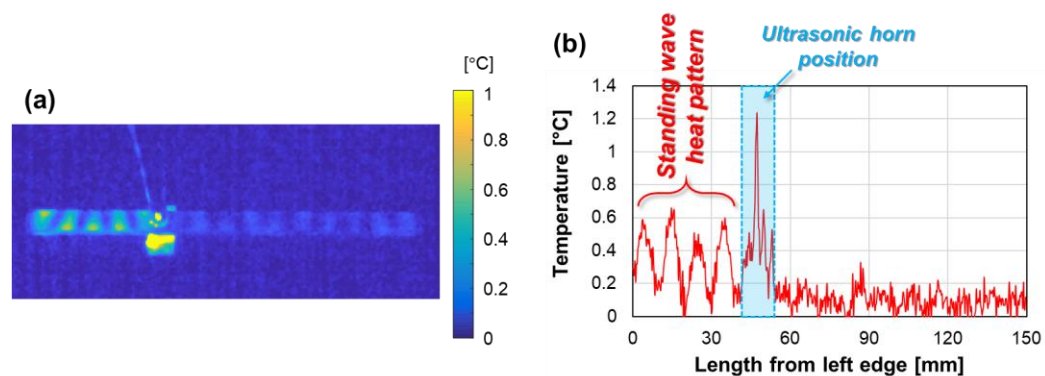 (a)
[°C]
1
0.8
0.6
0.4
0.2
0
(b)
Ultrasonic horn
position
Standing wave
heat pattern
Temperature [°C]
1.4
1.2
1
0.8
0.6
0.4
0.2
0
0 30 60 90 120 150
Length from left edge [mm]